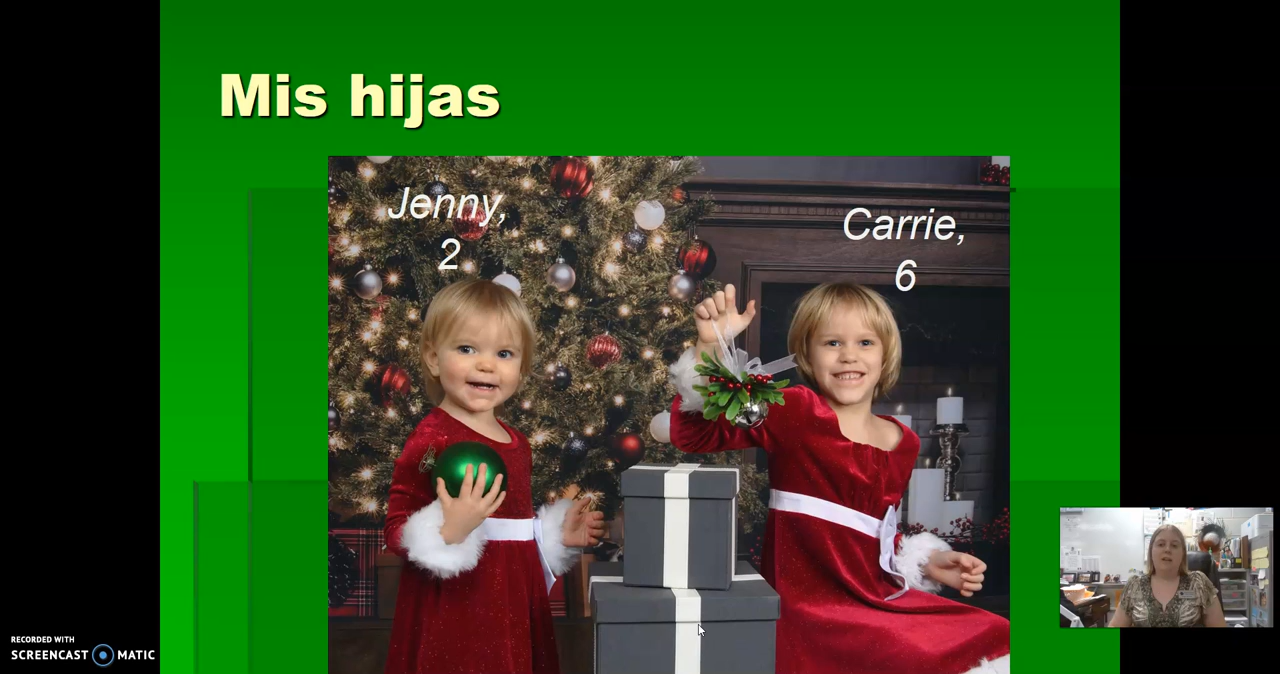 Mis hijas
Jenny,
2
Carrie,
6
RECORDED WITH
SCREENCAST MATIC